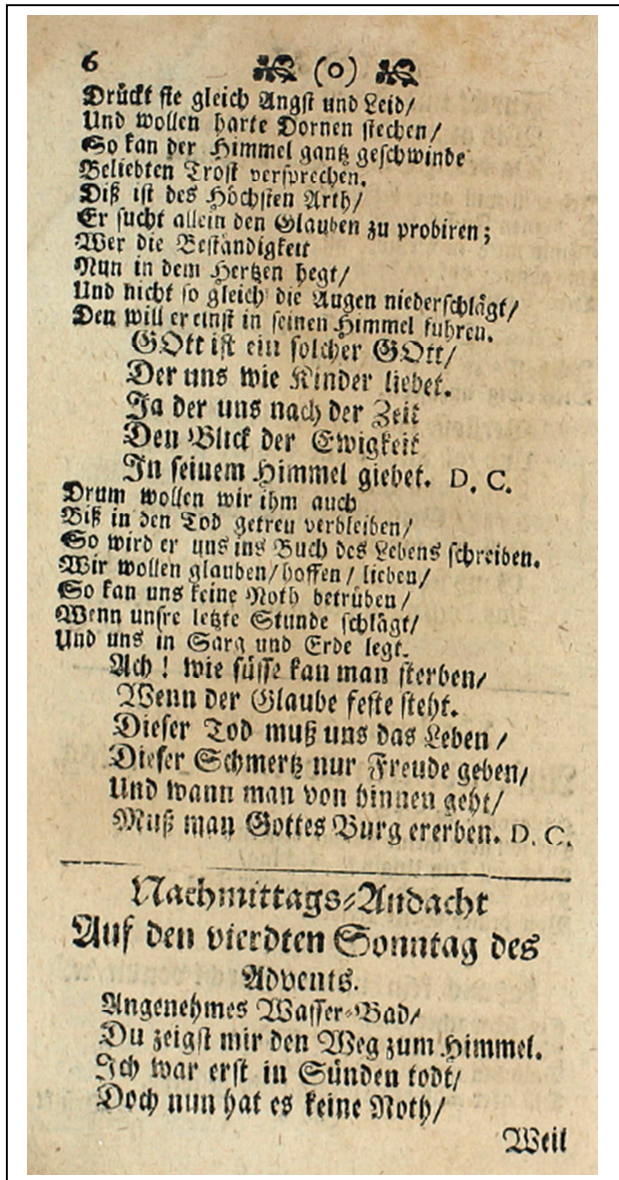 6 (o)
Drückt sie gleich Angst und Leid/
Und wollen harte Dornen stechen/
So kan der Himmel gantz geschwinde
Beliebten Trost versprechen.
Diß ist des Höchsten Arth/
Er sucht allein den Glauben zu probiren;
Wer die Beständigkeit
Nun in dem Hertzen hegt/
Und nicht so gleich die Augen niederschlägt/
Den will er einst in seinen Himmel führen.
GOtt ist ein solcher GOtt/
Der uns wie Kinder liebet.
Ja der uns nach der Zeit
Den Blick der Ewigkeit
In seinem Himmel giebet. D. C.
Drum wollen wir ihm auch
Biß in den Tod getreu verbleiben/
So wird er uns ins Buch des Lebens schreiben.
Wir wollen glauben/hoffen/lieben/
So kan uns keine Noth betrüben/
Wenn unsre letzte Stunde schlägt/
Und uns in Sarg und Erde legt.
Ach! wie süsse kan man sterben/
Wenn der Glaube feste steht.
Dieser Tod muß uns das Leben/
Dieser Schmertz nur Freude geben/
Und wann man von hinnen geht/
Muß man Gottes Burg ererben. D. C.
Nachmittags-Andacht
Auf den vierdten Sonntag des
Advents.
Angenehmes Wasser-Bad/
Du zeigst mir den Weg zum Himmel.
Ich war erst in Sünden todt/
Doch nun hat es keine Noth/
Weil